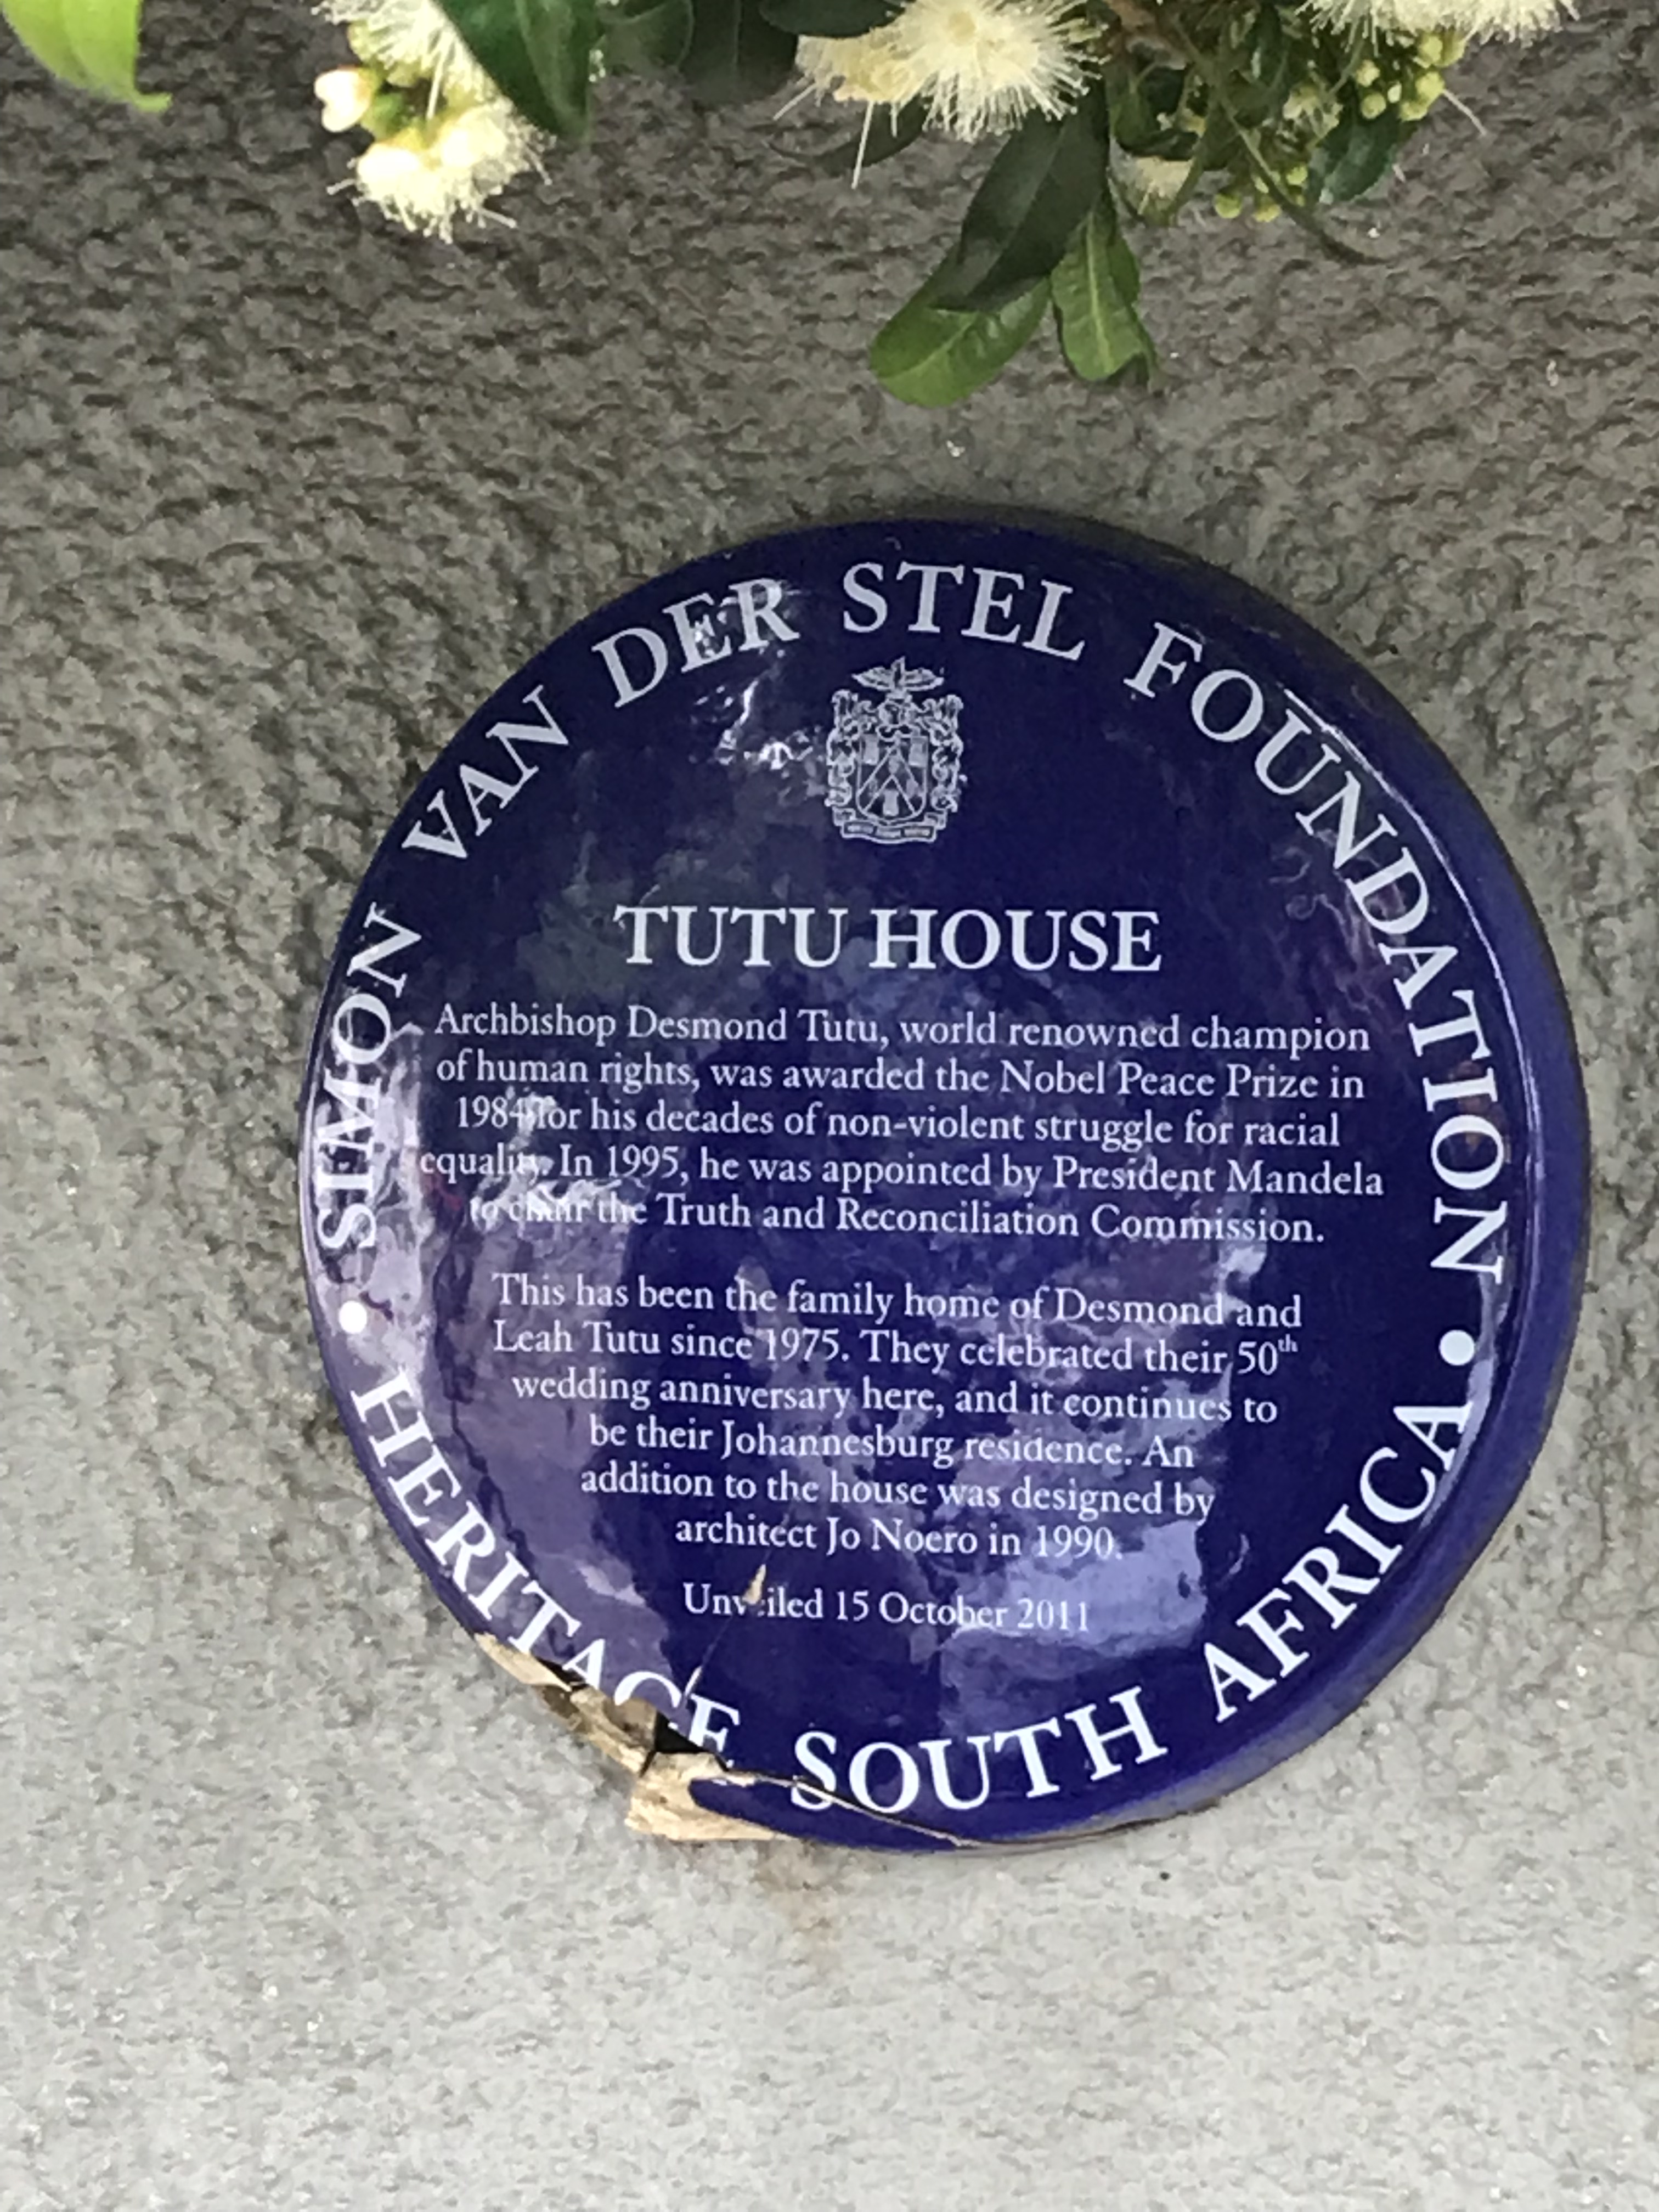 SIMON VAN DER STEL FOUNDATION
TUTU HOUSE
Archbishop Desmond Tutu, world renowned champion
of human rights, was awarded the Nobel Peace Prize in
1984 for his decades of non-violent struggle for racial
equality. In 1995, he was appointed by President Mandela
to chair the Truth and Reconciliation Commission.
This has been the family home of Desmond and
Leah Tutu since 1975. They celebrated their 50th
wedding anniversary here, and it continues to
be their Johannesburg residence. An
addition to the house was designed by
architect Jo Noero in 1990.
Unveiled 15 October 2011
• HERITAGE SOUTH AFRICA •